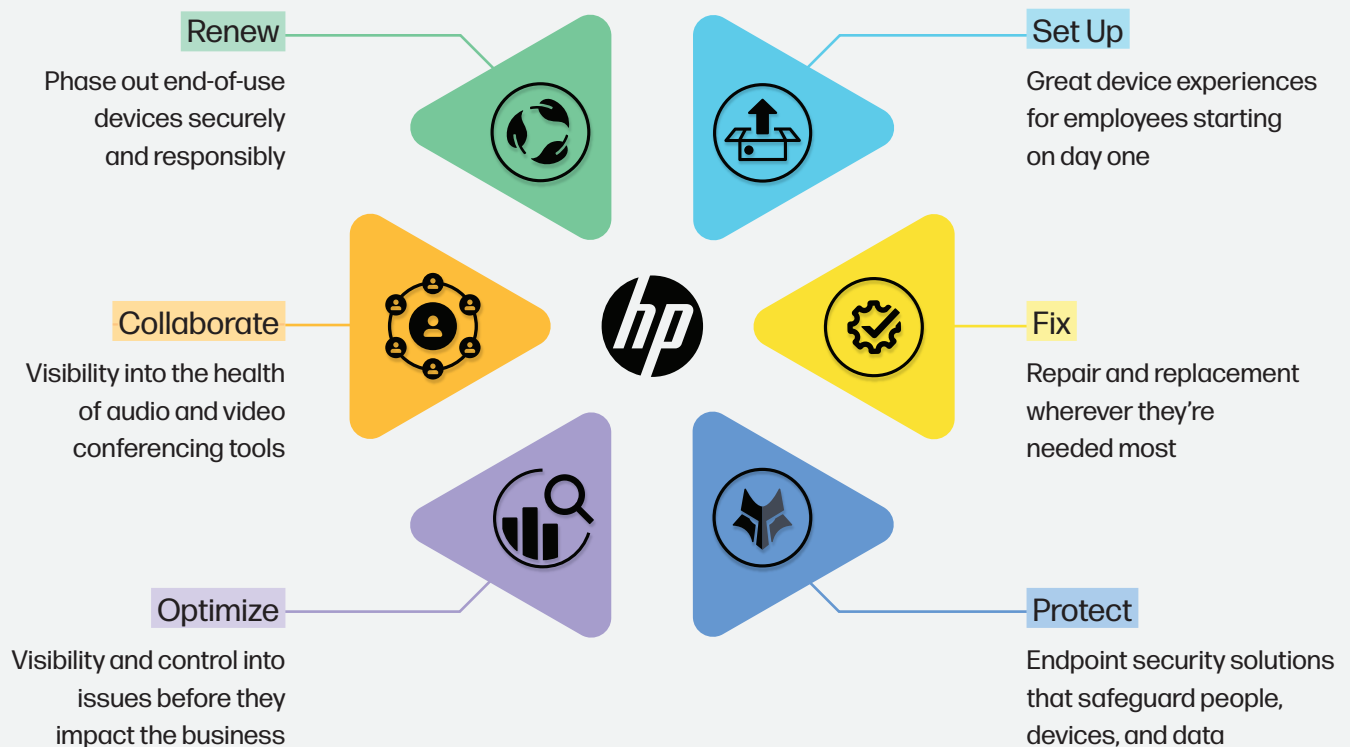 Renew
Phase out end-of-use
devices securely
and responsibly
Set Up
Great device experiences
for employees starting
on day one
Collaborate
Visibility into the health
of audio and video
conferencing tools
hp
Fix
Repair and replacement
wherever they’re
needed most
Optimize
Visibility and control into
issues before they
impact the business
Protect
Endpoint security solutions
that safeguard people,
devices, and data